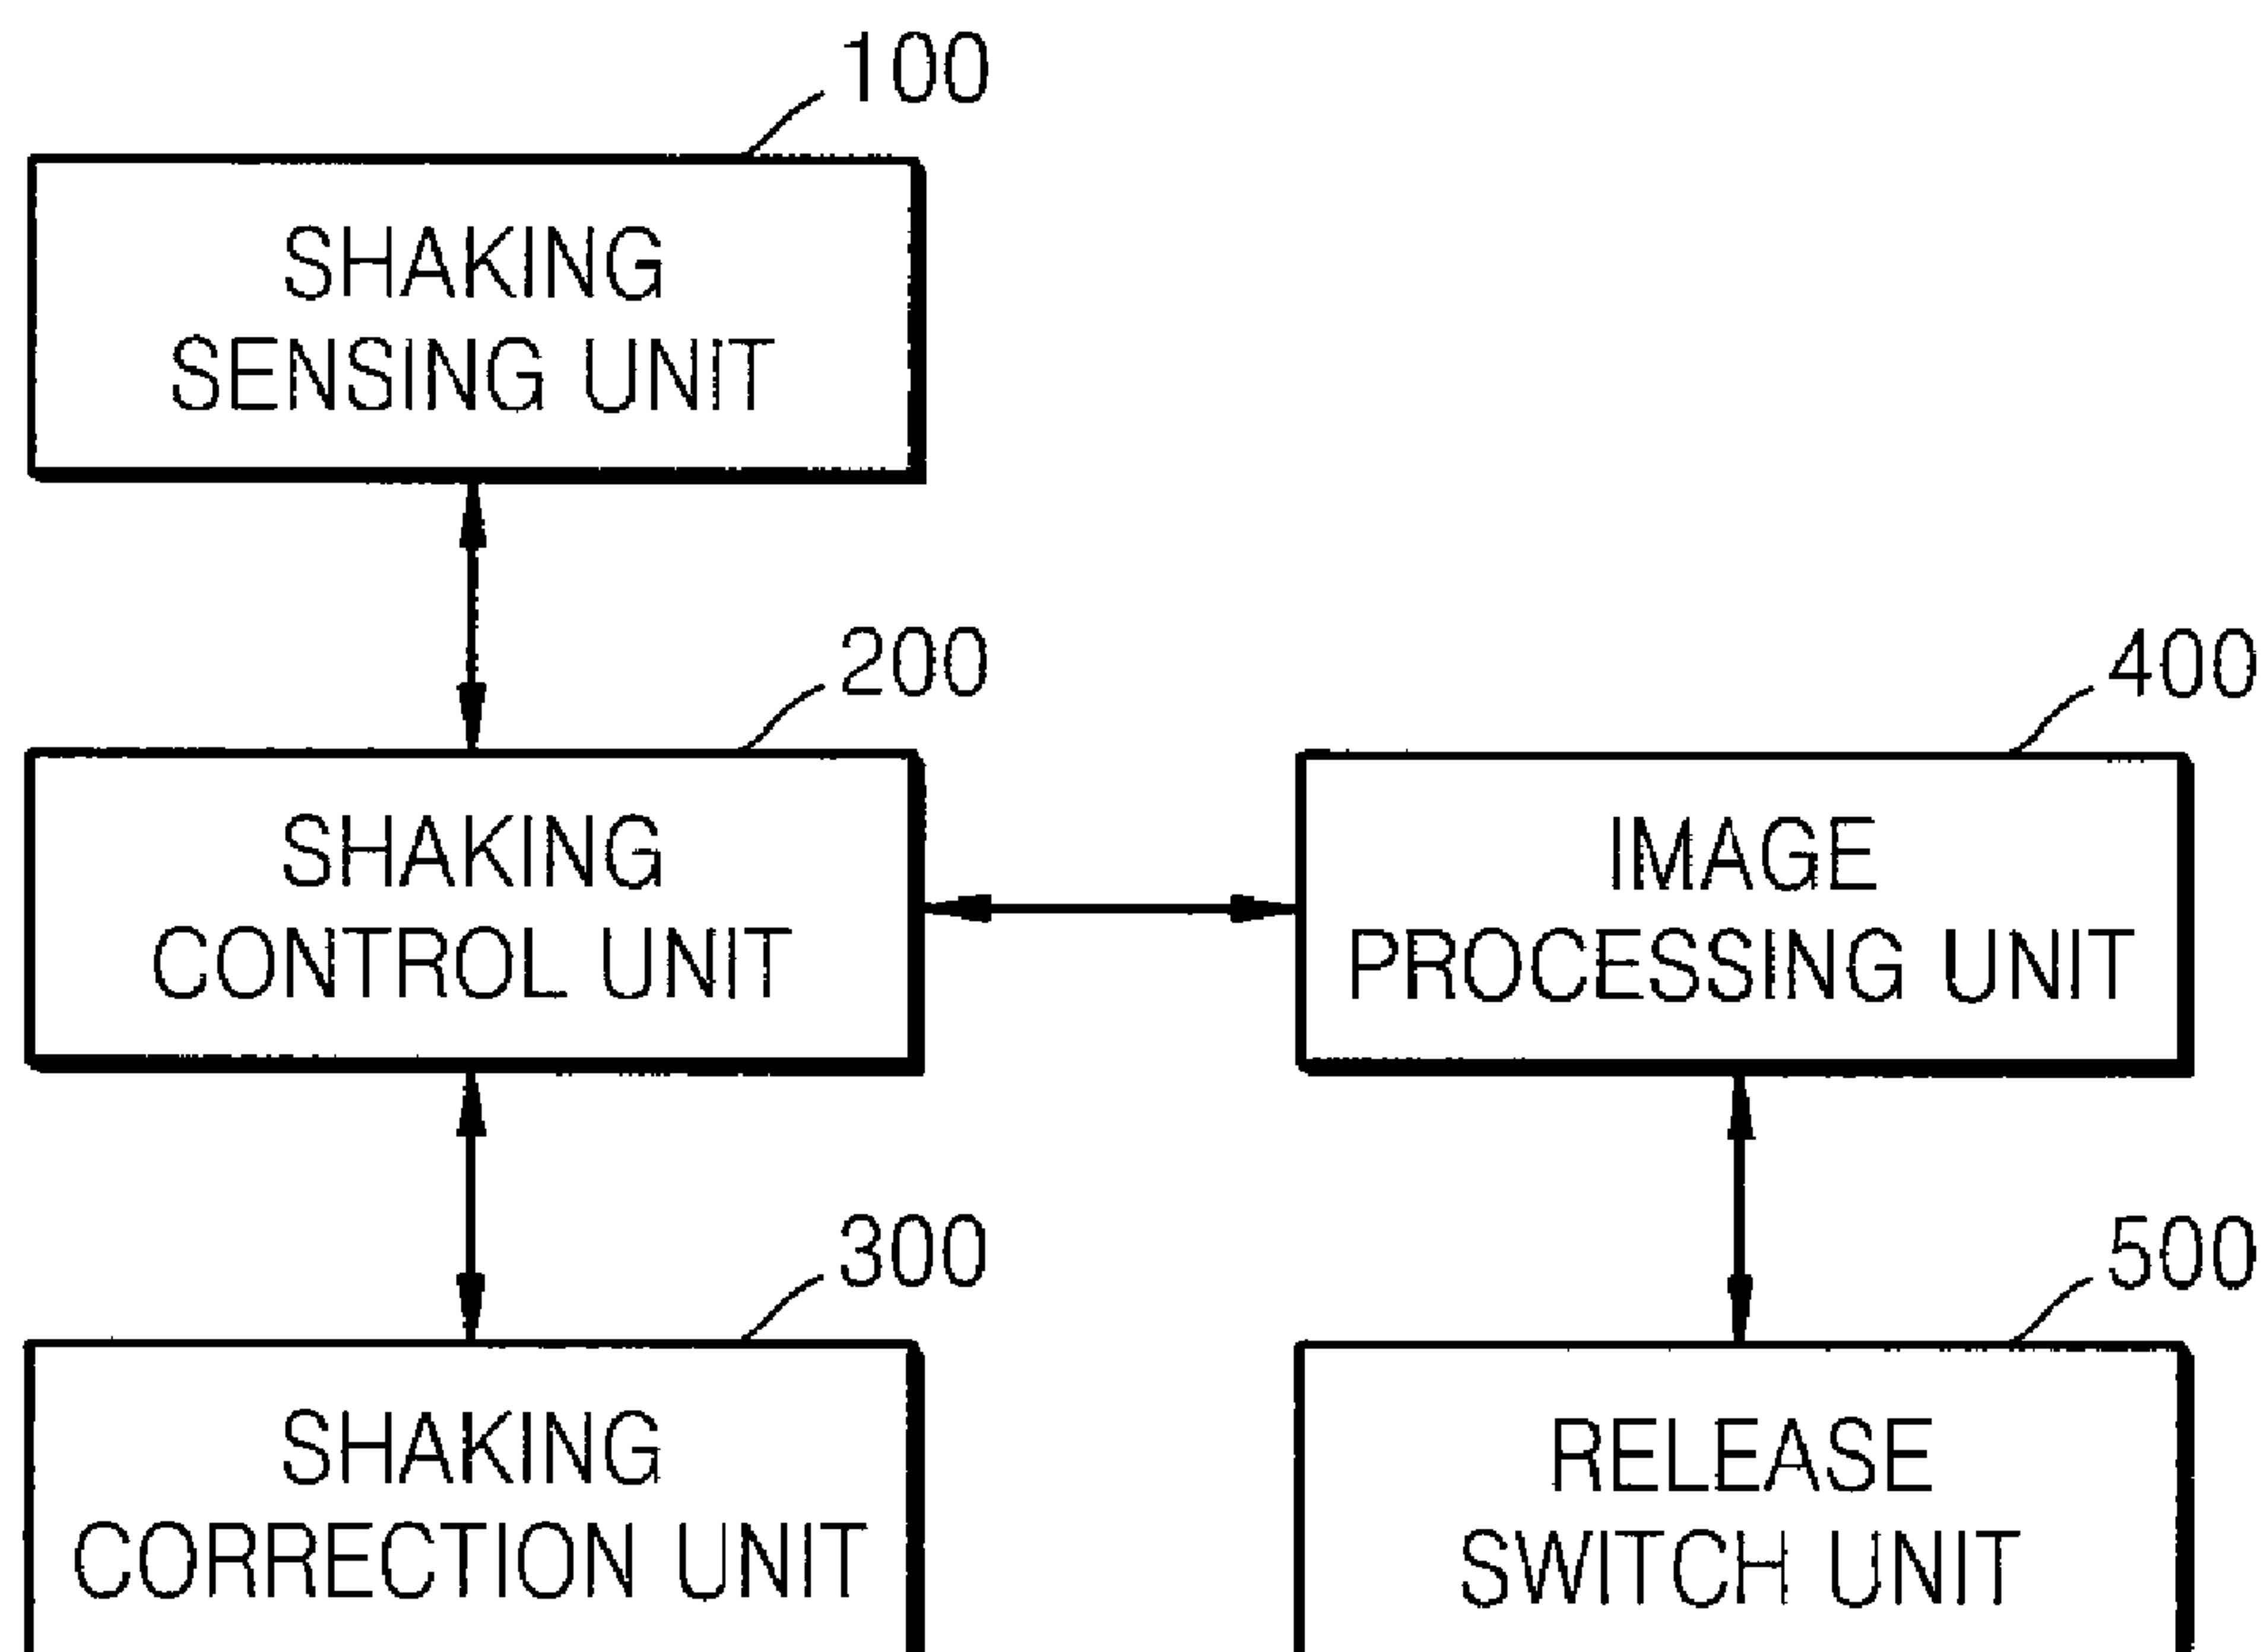 100
SHAKING
SENSING UNIT
200
SHAKING
CONTROL UNIT
400
IMAGE
PROCESSING UNIT
300
SHAKING
CORRECTION UNIT
500
RELEASE
SWITCH UNIT